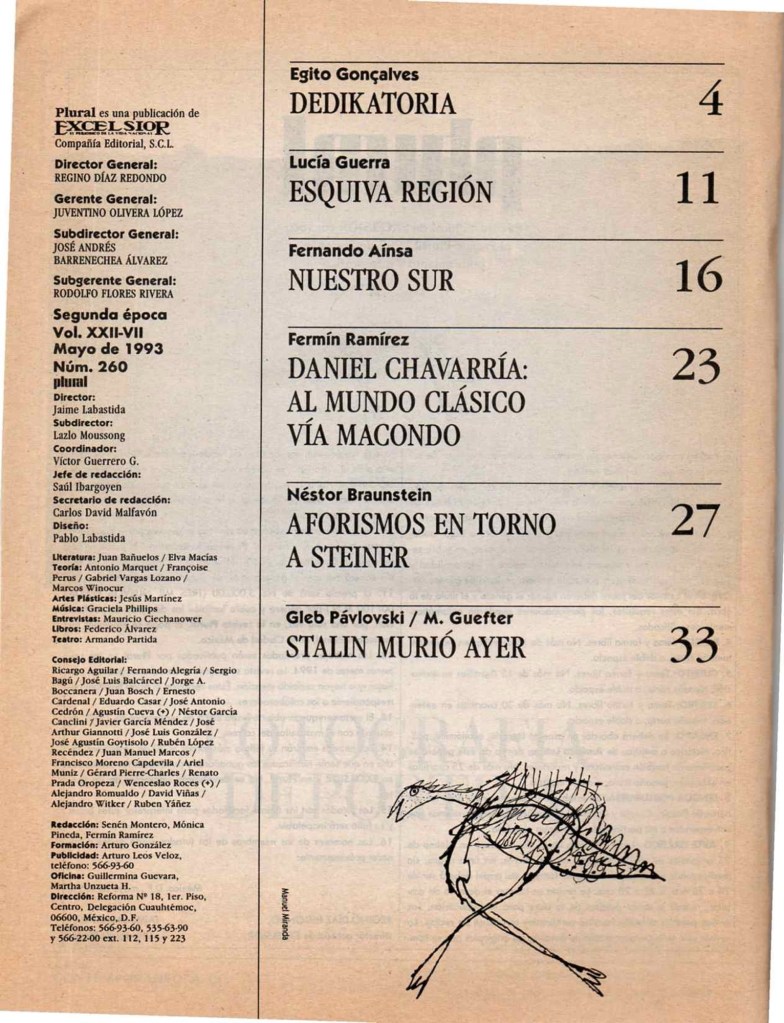 Plural es una publicación de
EXCELSIOR
EL PERIODICO DE LA VIDA NACIONAL
Compañía Editorial, S.C.L.
Director General:
REGINO DÍAZ REDONDO
Gerente General:
JUVENTINO OLIVERA LÓPEZ
Subdirector General:
JOSÉ ANDRÉS
BARRENECHEA ÁLVAREZ
Subgerente General:
RODOLFO FLORES RIVERA
Segunda época
Vol. XXII-VII
Mayo de 1993
Núm. 260
plural
Director:
Jaime Labastida
Subdirector:
Lazlo Moussong
Coordinador:
Víctor Guerrero G.
Jefe de redacción:
Saúl Ibargoyen
Secretario de redacción:
Carlos David Malfavón
Diseño:
Pablo Labastida
Literatura: Juan Bañuelos / Elva Macías
Teoría: Antonio Marquet / Françoise
Perus / Gabriel Vargas Lozano /
Marcos Winocur
Artes Plásticas: Jesús Martínez
Música: Graciela Phillips
Entrevistas: Mauricio Ciechanower
Libros: Federico Álvarez
Teatro: Armando Partida
Consejo Editorial:
Ricargo Aguilar / Fernando Alegría / Sergio
Bagú / José Luis Balcárcel / Jorge A.
Boccanera / Juan Bosch / Ernesto
Cardenal / Eduardo Casar / José Antonio
Cedrón / Agustín Cueva (+) / Néstor García
Canclini / Javier García Méndez / José
Arthur Giannotti / José Luis González /
José Agustín Goytisolo / Rubén López
Recéndez / Juan Manuel Marcos /
Francisco Moreno Capdevila / Ariel
Muniz / Gérard Pierre-Charles / Renato
Prada Oropeza / Wenceslao Roces (+) /
Alejandro Romualdo / David Viñas /
Alejandro Witker / Ruben Yáñez
Redacción: Senén Montero, Mónica
Pineda, Fermín Ramírez
Formación: Arturo González
Publicidad: Arturo Leos Veloz,
teléfono: 566-93-60
Oficina: Guillermina Guevara,
Martha Unzueta H.
Dirección: Reforma Nº 18, 1er. Piso,
Centro, Delegación Cuauhtémoc,
06600, México, D.F.
Teléfonos: 566-93-60, 535-63-90
y 566-22-00 ext. 112, 115 y 223
Egito Gonçalves
DEDIKATORIA 4
Lucía Guerra
ESQUIVA REGIÓN 11
Fernando Aínsa
NUESTRO SUR 16
Fermín Ramírez
DANIEL CHAVARRÍA: 23
AL MUNDO CLÁSICO
VÍA MACONDO
Néstor Braunstein
AFORISMOS EN TORNO 27
A STEINER
Gleb Pávlovski / M. Guefter
STALIN MURIÓ AYER 33
Manuel Miranda